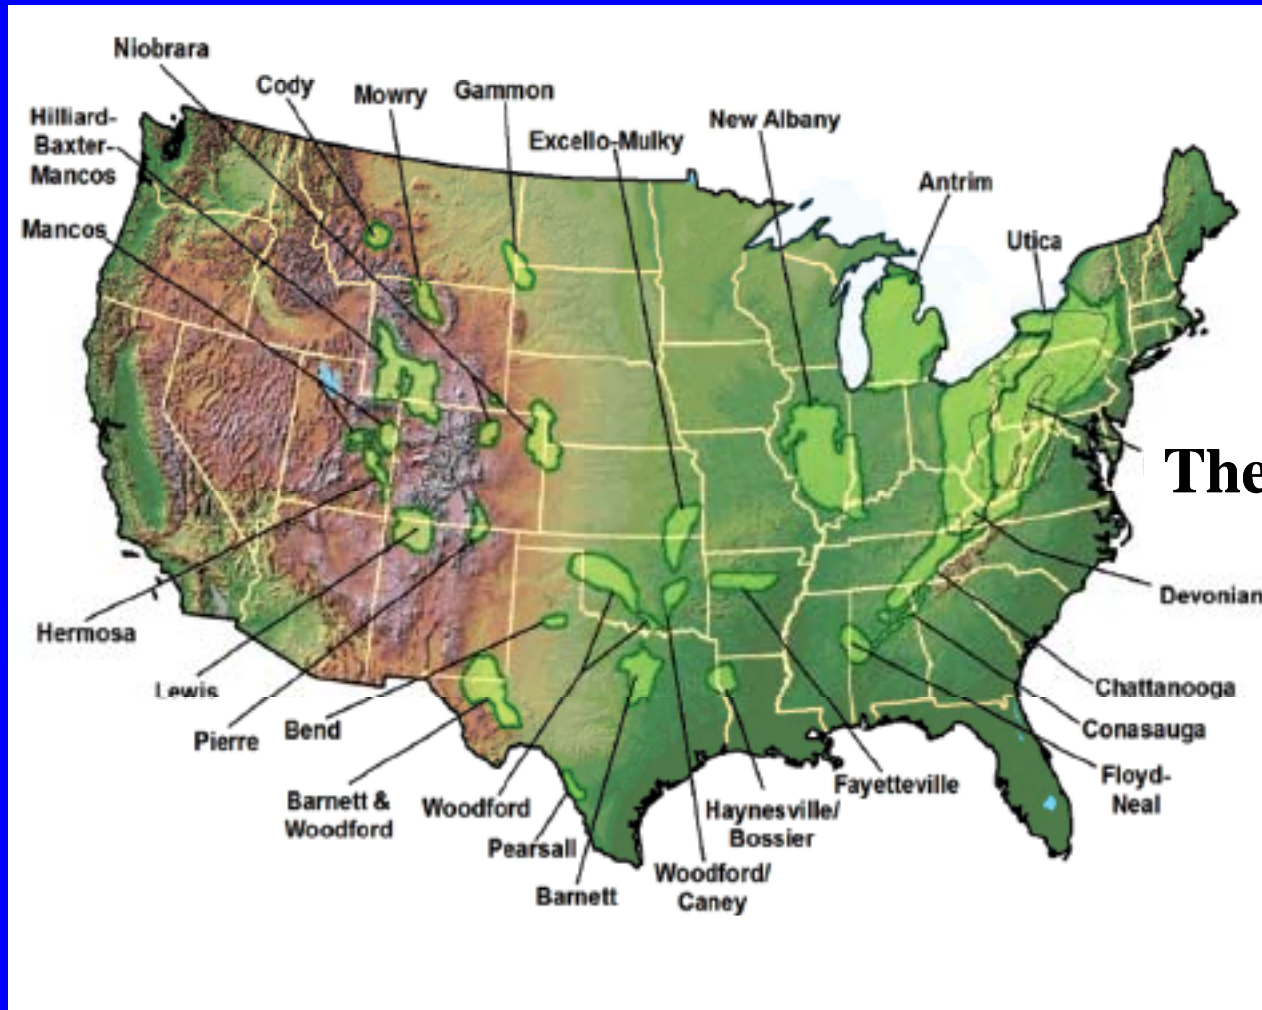 Niobrara
Cody
Mowry
Gammon
Hilliard-
Baxter-
Mancos
Excello-Mulky
New Albany
Antrim
Mancos
Utica
The
Devonian
Hermosa
Lewis
Pierre
Bend
Barnett &
Woodford
Woodford
Pearsall
Barnett
Woodford/
Caney
Haynesville/
Bossier
Fayetteville
Chattanooga
Conasauga
Floyd-
Neal